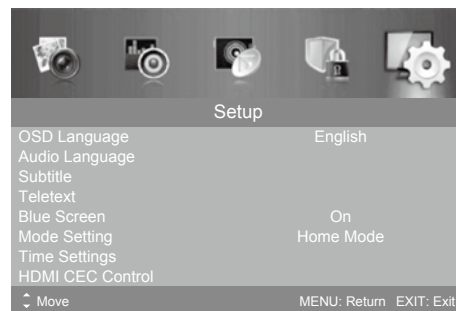 Setup
OSD Language English
Audio Language
Subtitle
Teletext
Blue Screen On
Mode Setting Home Mode
Time Settings
HDMI CEC Control
Move MENU: Return EXIT: Exit